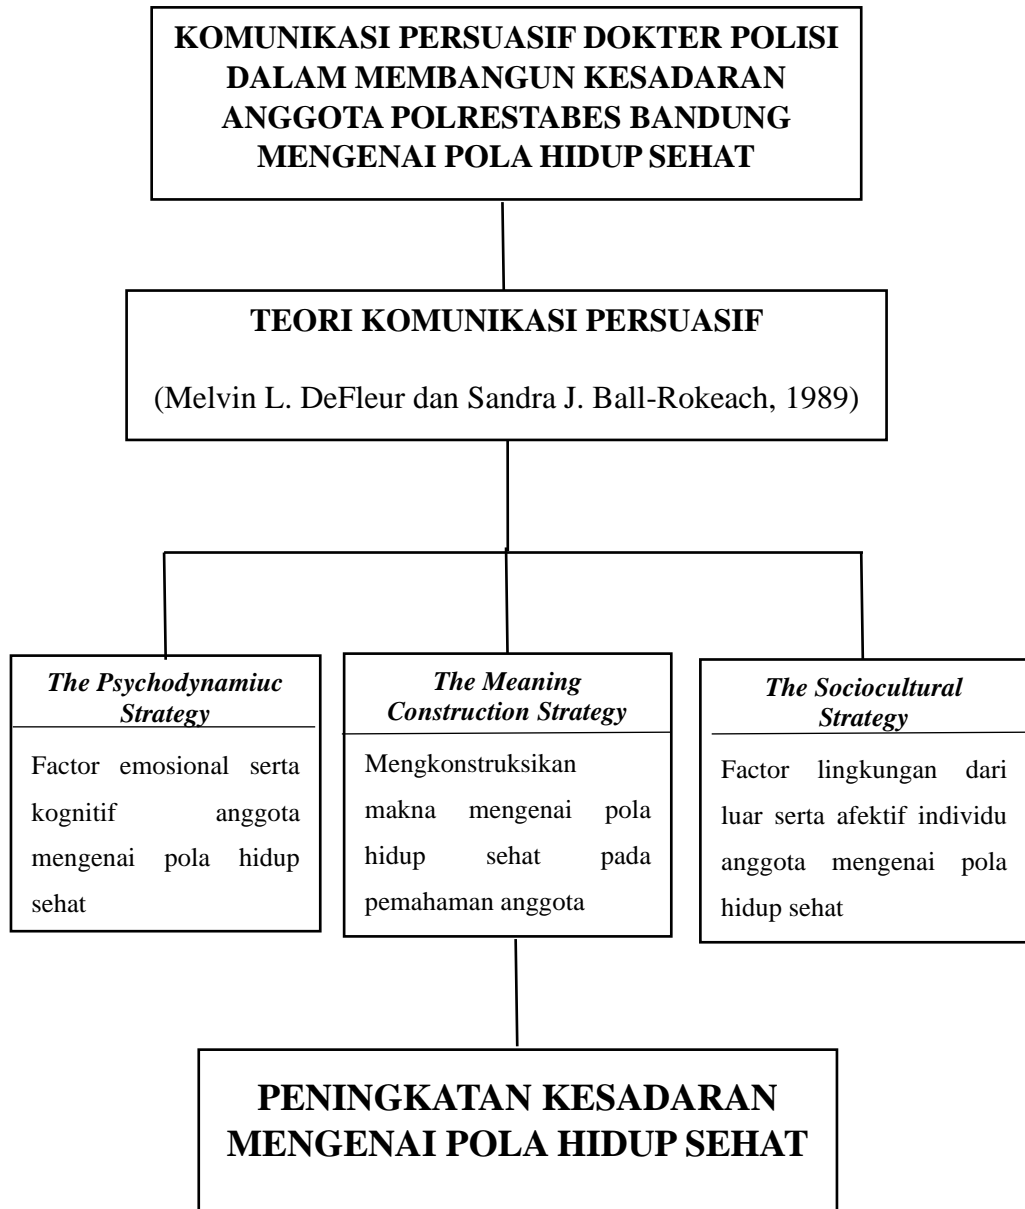 KOMUNIKASI PERSUASIF DOKTER POLISI
DALAM MEMBANGUN KESADARAN
ANGGOTA POLRESTABES BANDUNG
MENGENAI POLA HIDUP SEHAT
TEORI KOMUNIKASI PERSUASIF
(Melvin L. DeFleur dan Sandra J. Ball-Rokeach, 1989)
The Psychodynamiuc
Strategy
Factor emosional serta
kognitif anggota
mengenai pola hidup
sehat
The Meaning
Construction Strategy
Mengkonstruksikan
makna mengenai pola
hidup sehat pada
pemahaman anggota
The Sociocultural
Strategy
Factor lingkungan dari
luar serta afektif individu
anggota mengenai pola
hidup sehat
PENINGKATAN KESADARAN
MENGENAI POLA HIDUP SEHAT